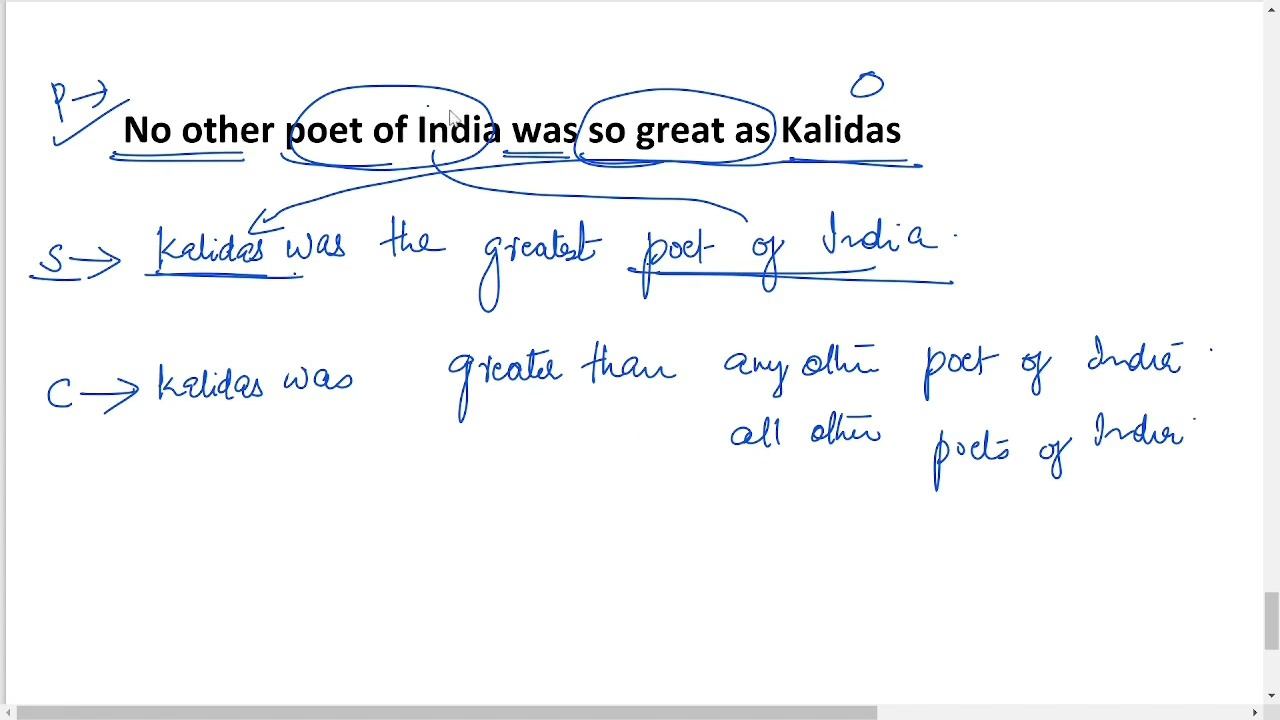 P→ No other poet of India was so great as Kalidas
S→ Kalidas was the greatest poet of India.
C→ Kalidas was greater than any other poet of India.
all other poets of India.